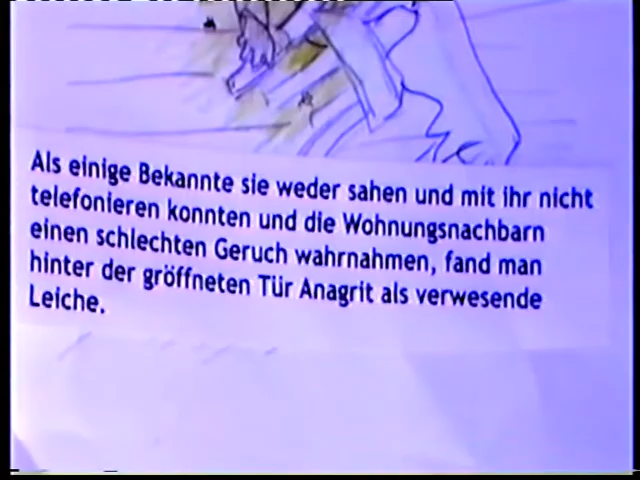 Als einige Bekannte sie weder sahen und mit ihr nicht
telefonieren konnten und die Wohnungsnachbarn
einen schlechten Geruch wahrnahmen, fand man
hinter der gröffneten Tür Anagrit als verwesende
Leiche.